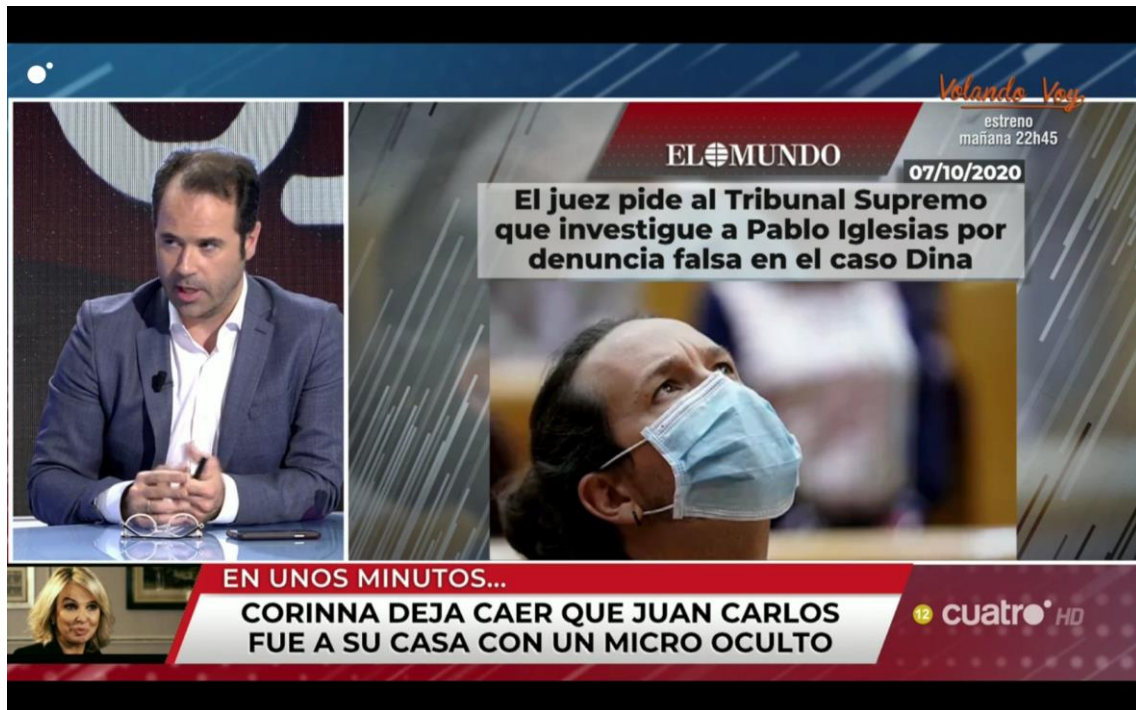 Volando Voy,
estreno
mañana 22h45
EL MUNDO
07/10/2020
El juez pide al Tribunal Supremo
que investigue a Pablo Iglesias por
denuncia falsa en el caso Dina
EN UNOS MINUTOS...
CORINNA DEJA CAER QUE JUAN CARLOS
FUE A SU CASA CON UN MICRO OCULTO
12 cuatro HD